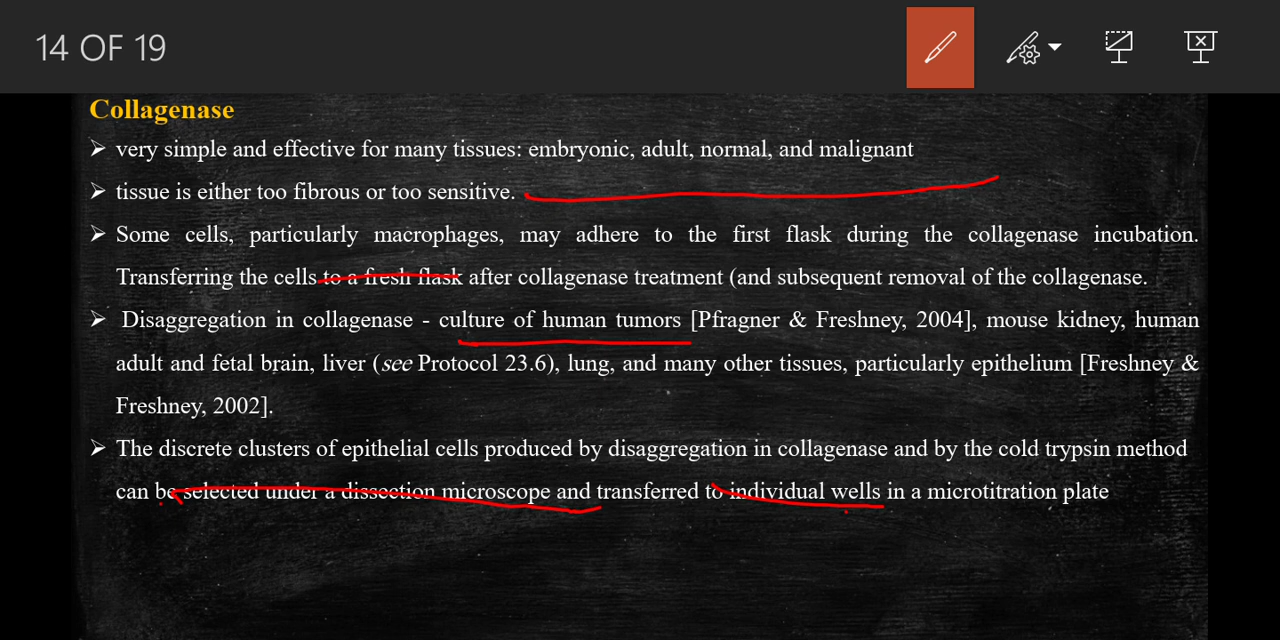 14 OF 19
Collagenase
➢ very simple and effective for many tissues: embryonic, adult, normal, and malignant
➢ tissue is either too fibrous or too sensitive.
➢ Some cells, particularly macrophages, may adhere to the first flask during the collagenase incubation.
Transferring the cells to a fresh flask after collagenase treatment (and subsequent removal of the collagenase.
➢ Disaggregation in collagenase - culture of human tumors [Pfragner & Freshney, 2004], mouse kidney, human
adult and fetal brain, liver (see Protocol 23.6), lung, and many other tissues, particularly epithelium [Freshney &
Freshney, 2002].
➢ The discrete clusters of epithelial cells produced by disaggregation in collagenase and by the cold trypsin method
can be selected under a dissection microscope and transferred to individual wells in a microtitration plate